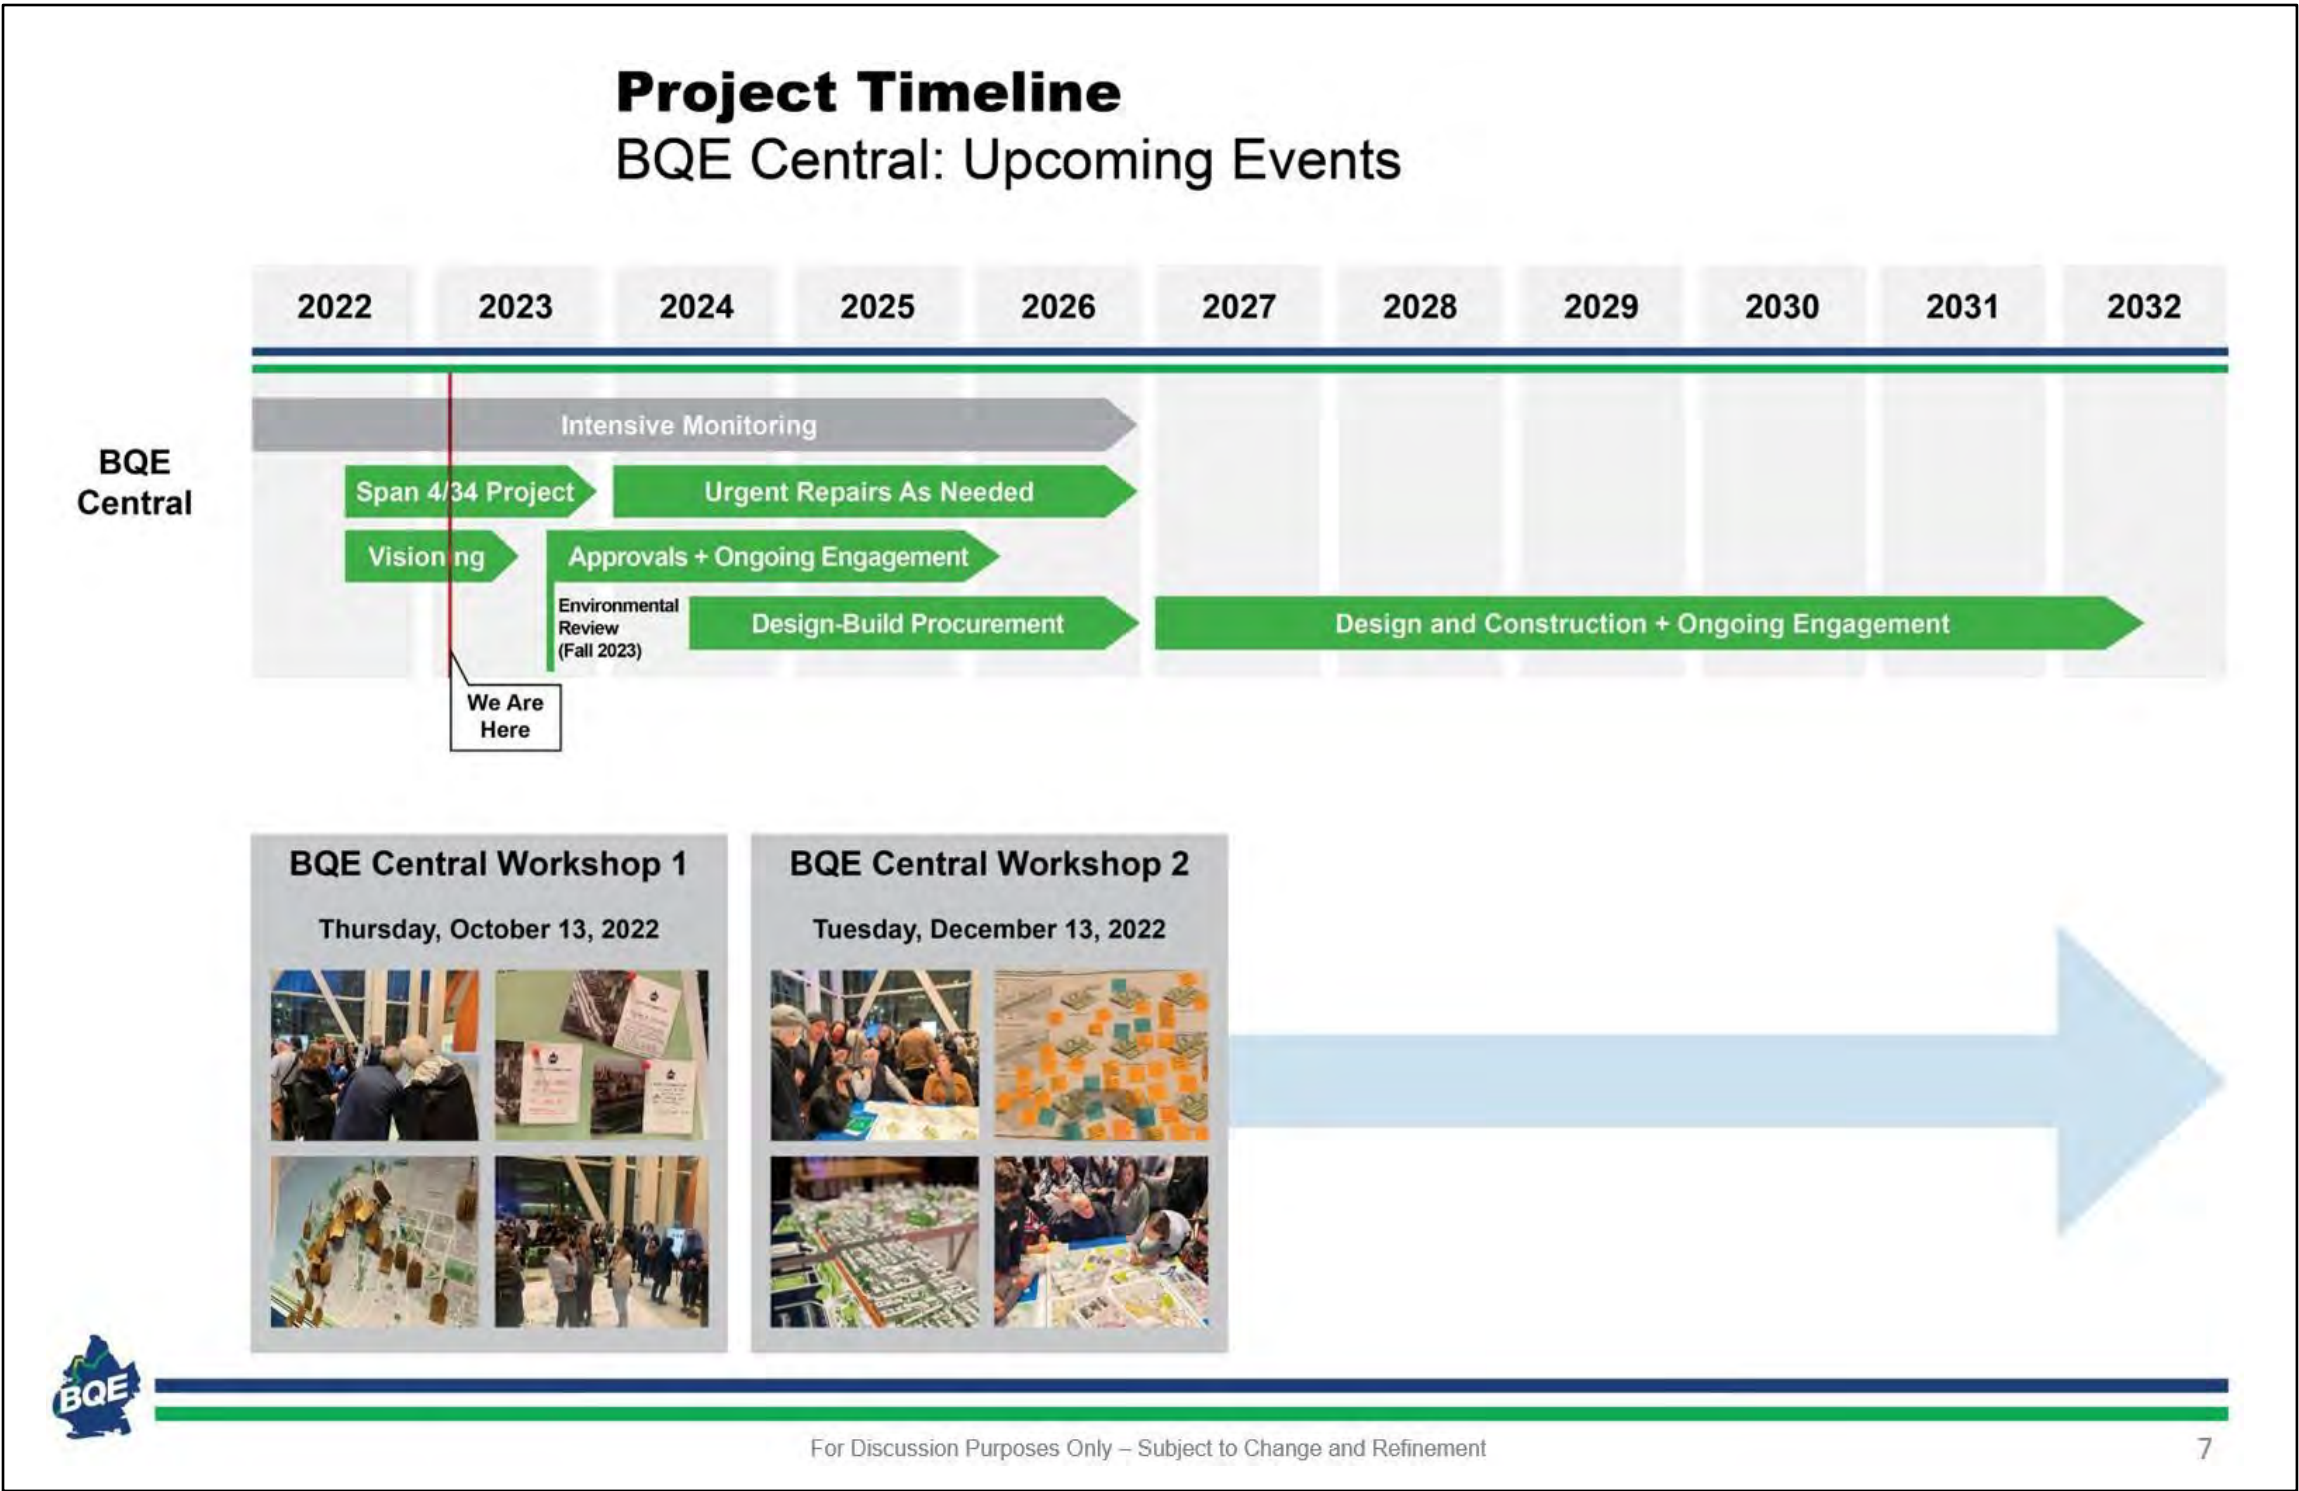 Project Timeline
BQE Central: Upcoming Events
2022 2023 2024 2025 2026 2027 2028 2029 2030 2031 2032
BQE
Central
Intensive Monitoring
Span 4/34 Project
Urgent Repairs As Needed
Visioning
Approvals + Ongoing Engagement
Environmental
Review
(Fall 2023)
Design-Build Procurement
Design and Construction + Ongoing Engagement
We Are
Here
BQE Central Workshop 1
Thursday, October 13, 2022
BQE Central Workshop 2
Tuesday, December 13, 2022
BQE
For Discussion Purposes Only – Subject to Change and Refinement
7